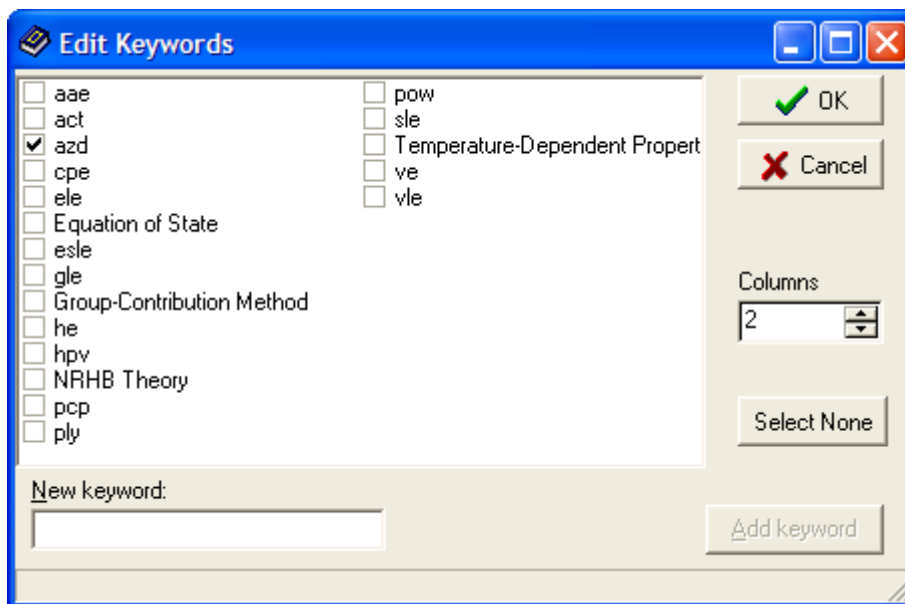 Edit Keywords
aae
act
azd
cpe
ele
Equation of State
esle
gle
Group-Contribution Method
he
hpv
NRHB Theory
pcp
ply
pow
sle
Temperature-Dependent Propert
ve
vle
OK
Cancel
Columns
2
Select None
New keyword:
Add keyword